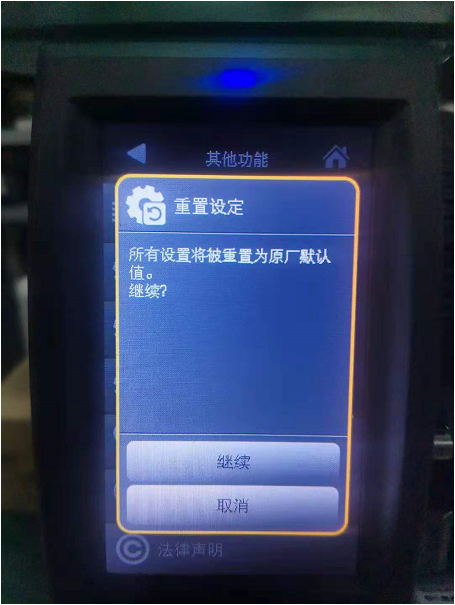 其他功能
重置设定
所有设置将被重置为原厂默认
值。
继续?
继续
取消
©法律声明